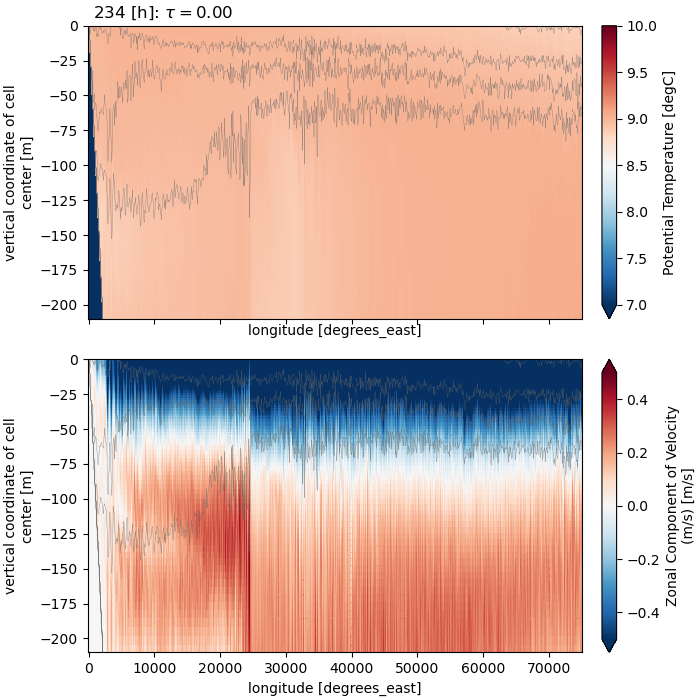 234 [h]: τ = 0.00
0
−25
−50
−75
−100
−125
−150
−175
−200
vertical coordinate of cell
center [m]
longitude [degrees_east]
10.0
9.5
9.0
8.5
8.0
7.5
7.0
Potential Temperature [degC]
0
−25
−50
−75
−100
−125
−150
−175
−200
vertical coordinate of cell
center [m]
0 10000 20000 30000 40000 50000 60000 70000
longitude [degrees_east]
0.4
0.2
0.0
−0.2
−0.4
Zonal Component of Velocity
(m/s) [m/s]